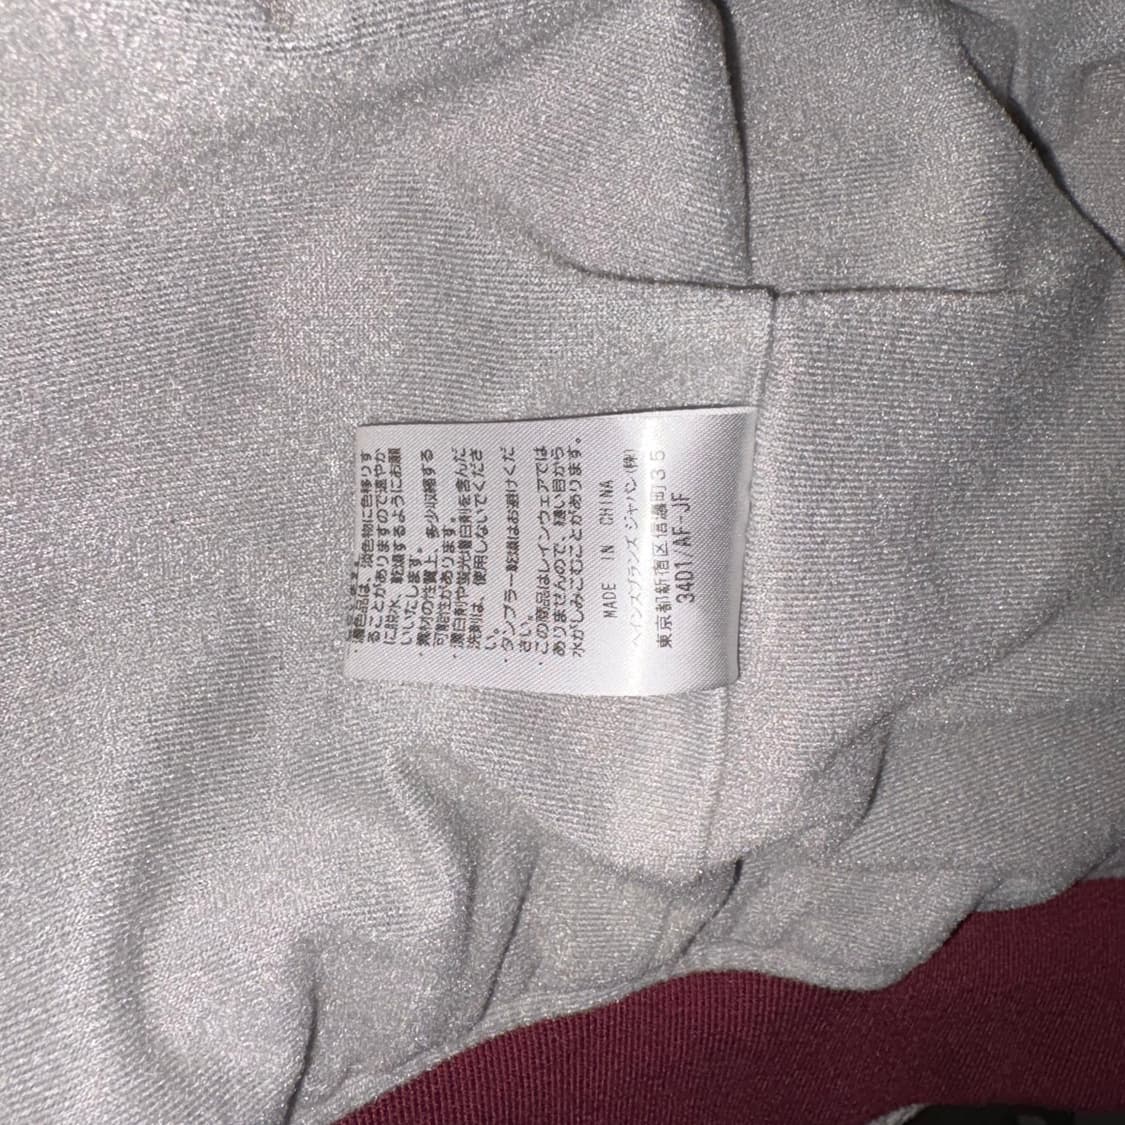 ・濃色品は、淡色物に色移りす
ることがありますので速やか
に脱水、乾燥するようにお願
いいたします。
・素材の性質上、多少収縮する
可能性があります。
・漂白剤や蛍光増白剤を含んだ
洗剤は、使用しないでくださ
い。
・タンブラー乾燥はお避けくだ
さい。
・この商品はレインウェアでは
ありませんので、縫い目から
水がしみこむことがあります。
MADE IN CHINA
ヘインズブランズ ジャパン(株)
東京都新宿区信濃町35
3401/AF-JF